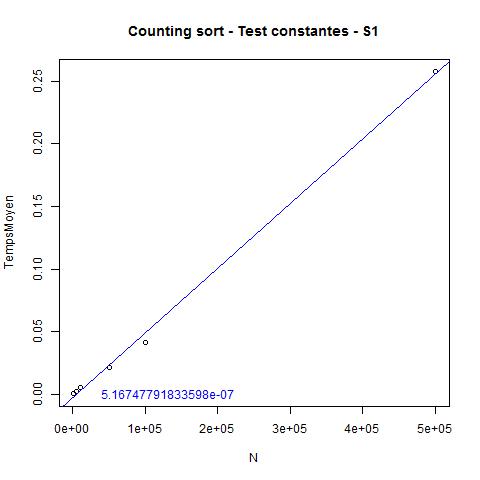 Counting sort - Test constantes - S1
TempsMoyen
0.25
0.20
0.15
0.10
0.05
0.00
5.16747791833598e-07
0e+00 1e+05 2e+05 3e+05 4e+05 5e+05
N